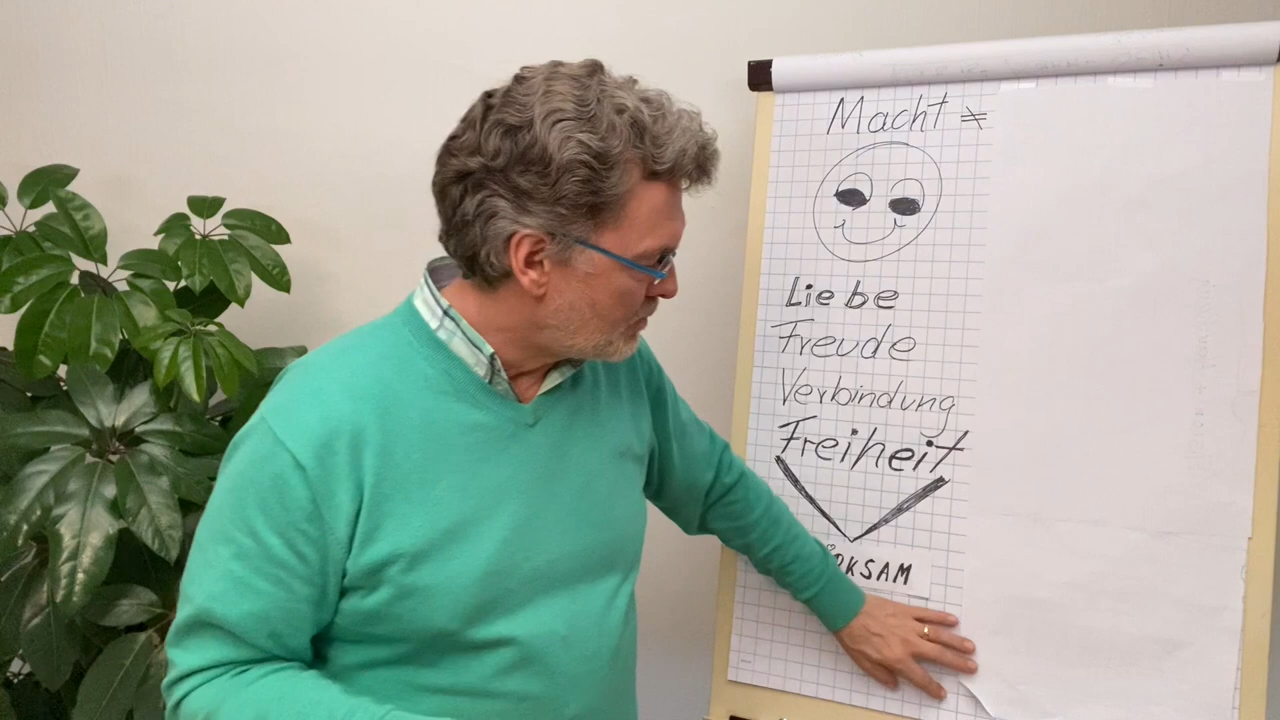 Macht ≠
Liebe
Freude
Verbindung
Freiheit